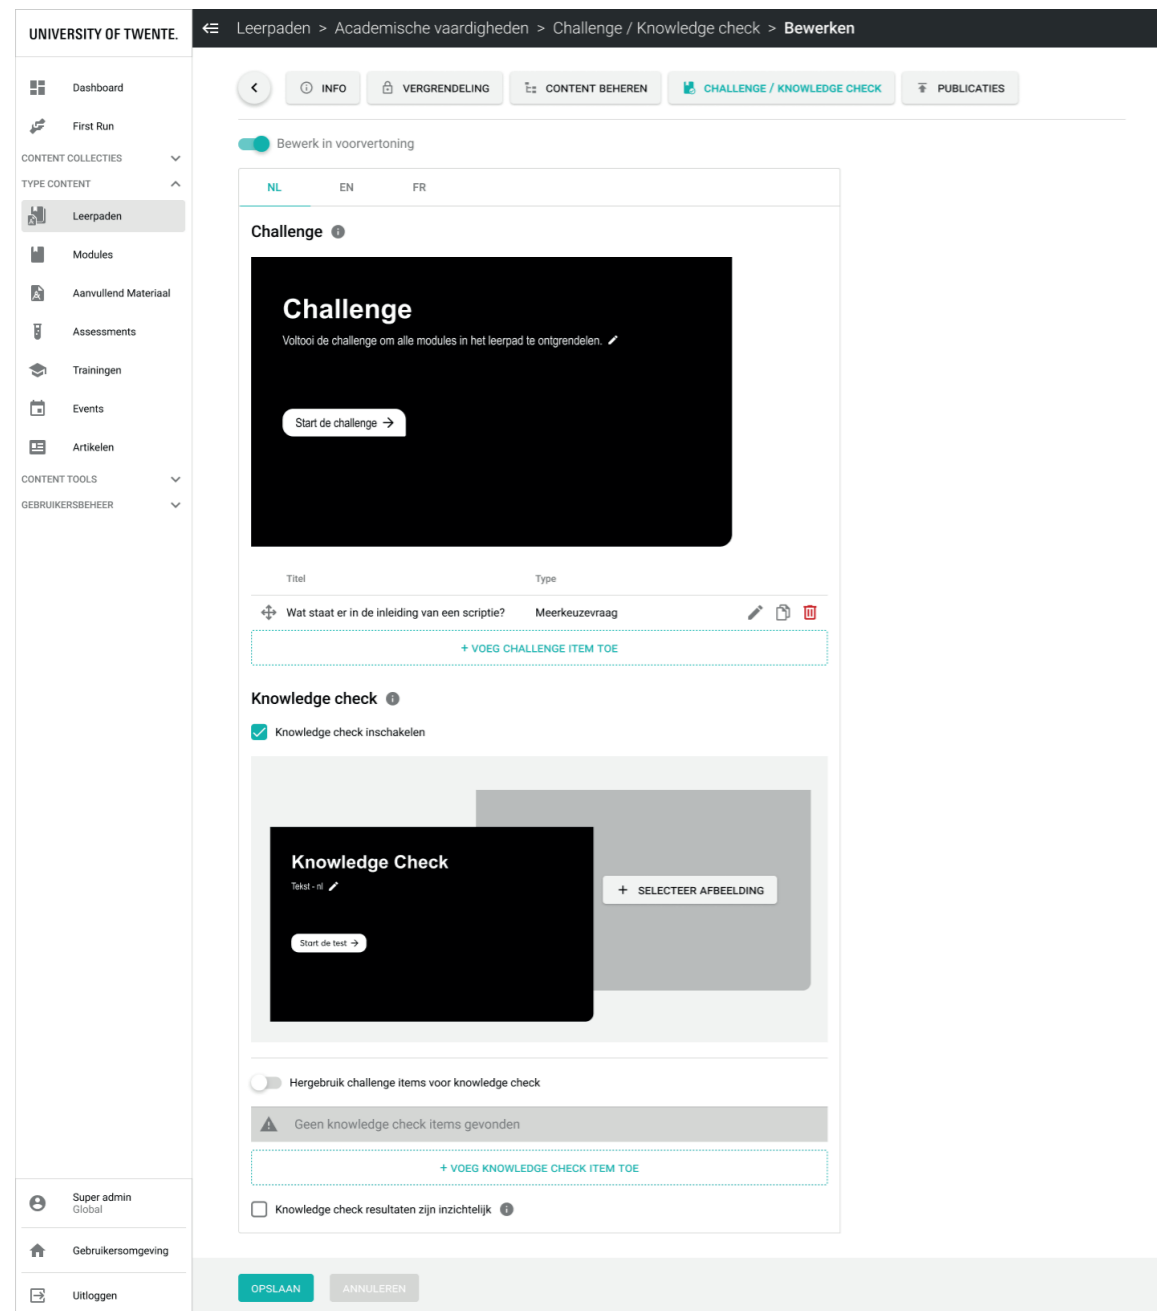 UNIVERSITY OF TWENTE.
Leerpaden > Academische vaardigheden > Challenge / Knowledge check > Bewerken
Dashboard
First Run
CONTENT COLLECTIES
TYPE CONTENT
Leerpaden
Modules
Aanvullend Materiaal
Assessments
Trainingen
Events
Artikelen
CONTENT TOOLS
GEBRUIKERSBEHEER
Super admin
Global
Gebruikersomgeving
Uitloggen
INFO
VERGRENDELING
CONTENT BEHEREN
CHALLENGE / KNOWLEDGE CHECK
PUBLICATIES
Bewerk in voorvertoning
NL EN FR
Challenge
Challenge
Voltooi de challenge om alle modules in het leerpad te ontgrendelen.
Start de challenge →
Titel Type
Wat staat er in de inleiding van een scriptie? Meerkeuzevraag
+ VOEG CHALLENGE ITEM TOE
Knowledge check
Knowledge check inschakelen
Knowledge Check
Tekst - nl
Start de test →
+ SELECTEER AFBEELDING
Hergebruik challenge items voor knowledge check
Geen knowledge check items gevonden
+ VOEG KNOWLEDGE CHECK ITEM TOE
Knowledge check resultaten zijn inzichtelijk
OPSLAAN ANNULEREN